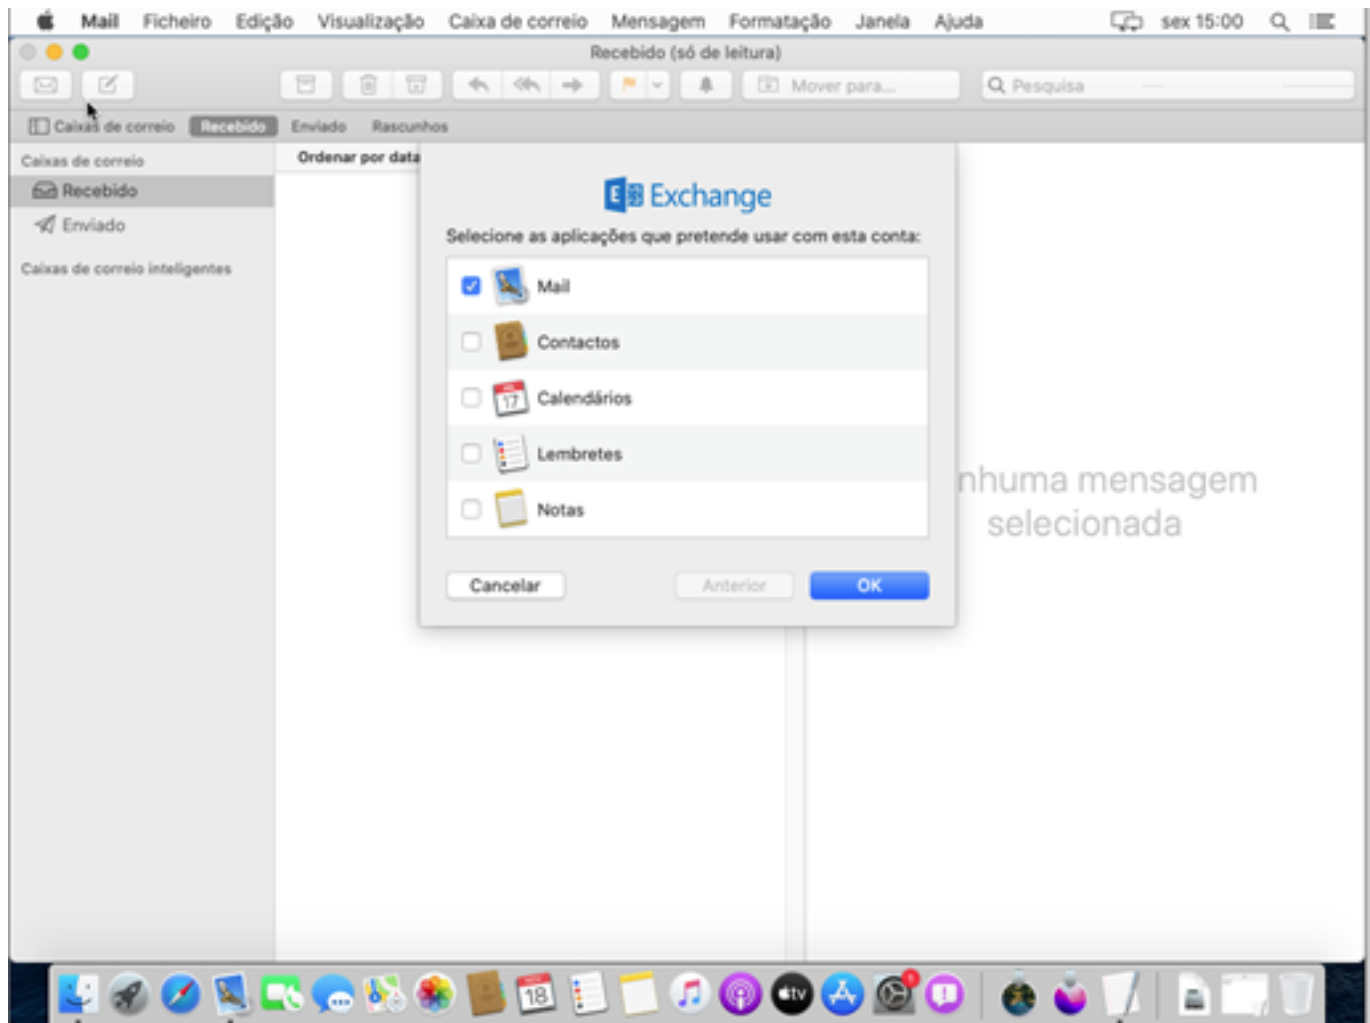 Mail Ficheiro Edição Visualização Caixa de correio Mensagem Formatação Janela Ajuda sex 15:00
Recebido (só de leitura)
Mover para...
Pesquisa
Caixas de correio Recebido Enviado Rascunhos
Caixas de correio
Ordenar por data
Recebido
Enviado
Caixas de correio inteligentes
Exchange
Selecione as aplicações que pretende usar com esta conta:
Mail
Contactos
17
Calendários
Lembretes
Notas
nhuma mensagem
selecionada
Cancelar Anterior OK
18
tv